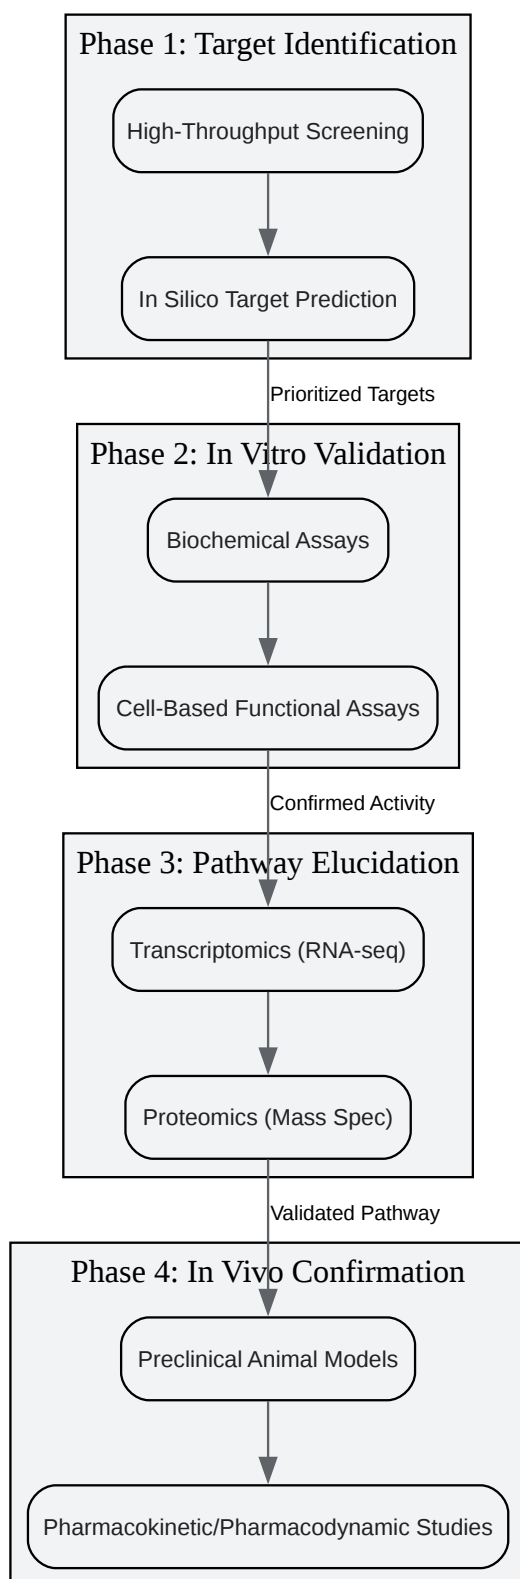 Phase 1: Target Identification
High-Throughput Screening
In Silico Target Prediction
Prioritized Targets
Phase 2: In Vitro Validation
Biochemical Assays
Cell-Based Functional Assays
Confirmed Activity
Phase 3: Pathway Elucidation
Transcriptomics (RNA-seq)
Proteomics (Mass Spec)
Validated Pathway
Phase 4: In Vivo Confirmation
Preclinical Animal Models
Pharmacokinetic/Pharmacodynamic Studies